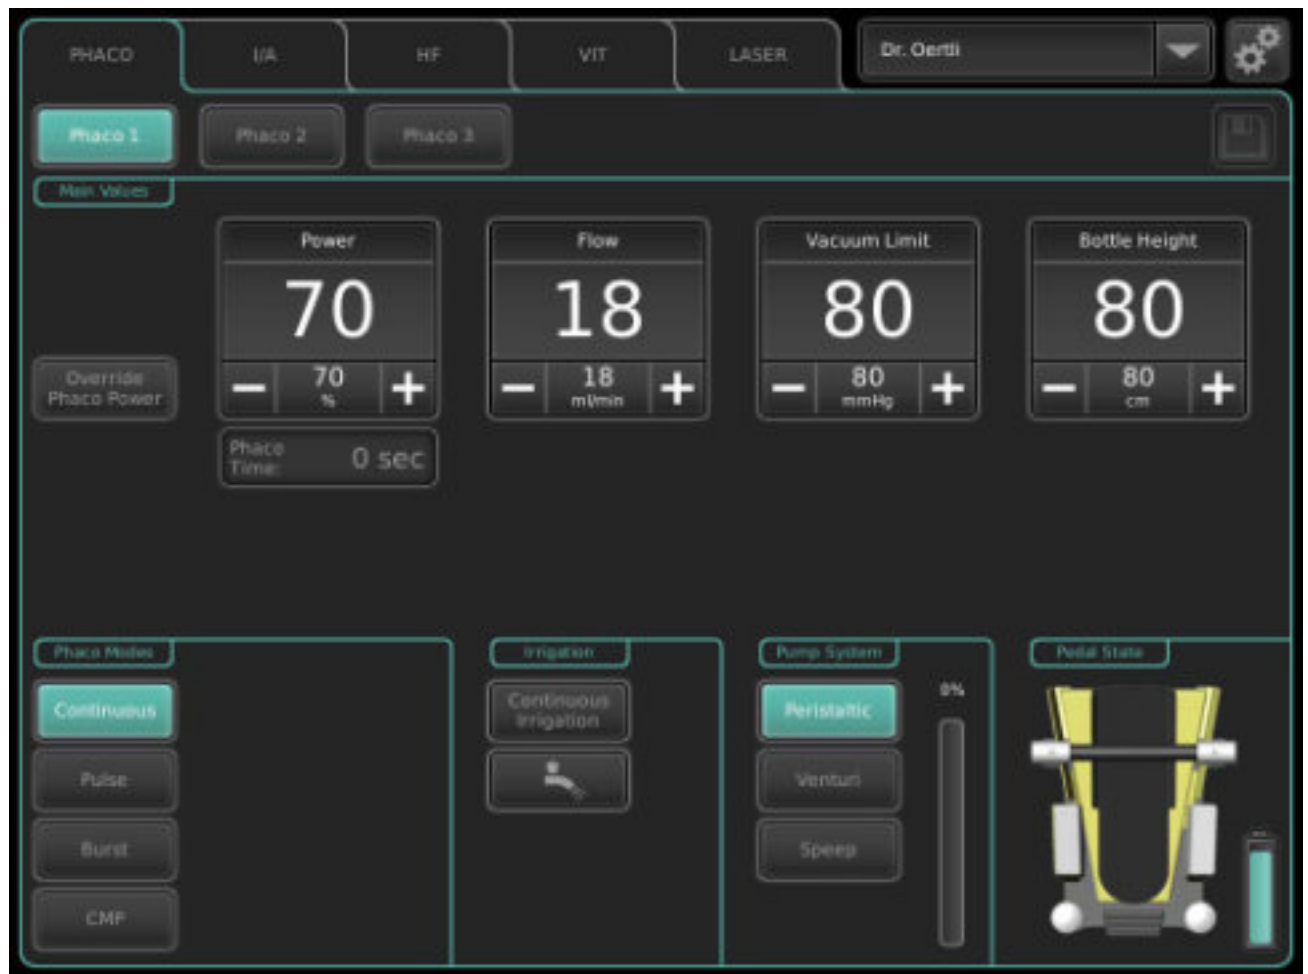 PHACO
I/A
HF
VIT
LASER
Dr. Oertli
Phaco 1
Phaco 2
Phaco 3
Main Values
Power
Flow
Vacuum Limit
Bottle Height
70
18
80
80
Override
Phaco Power
70
%
18
ml/min
80
mmHg
80
cm
Phaco
Time:
0 sec
Phaco Modes
Irrigation
Pump System
Pedal State
Continuous
Pulse
Burst
CMP
Continuous
Irrigation
Peristaltic
Venturi
Speep
0%